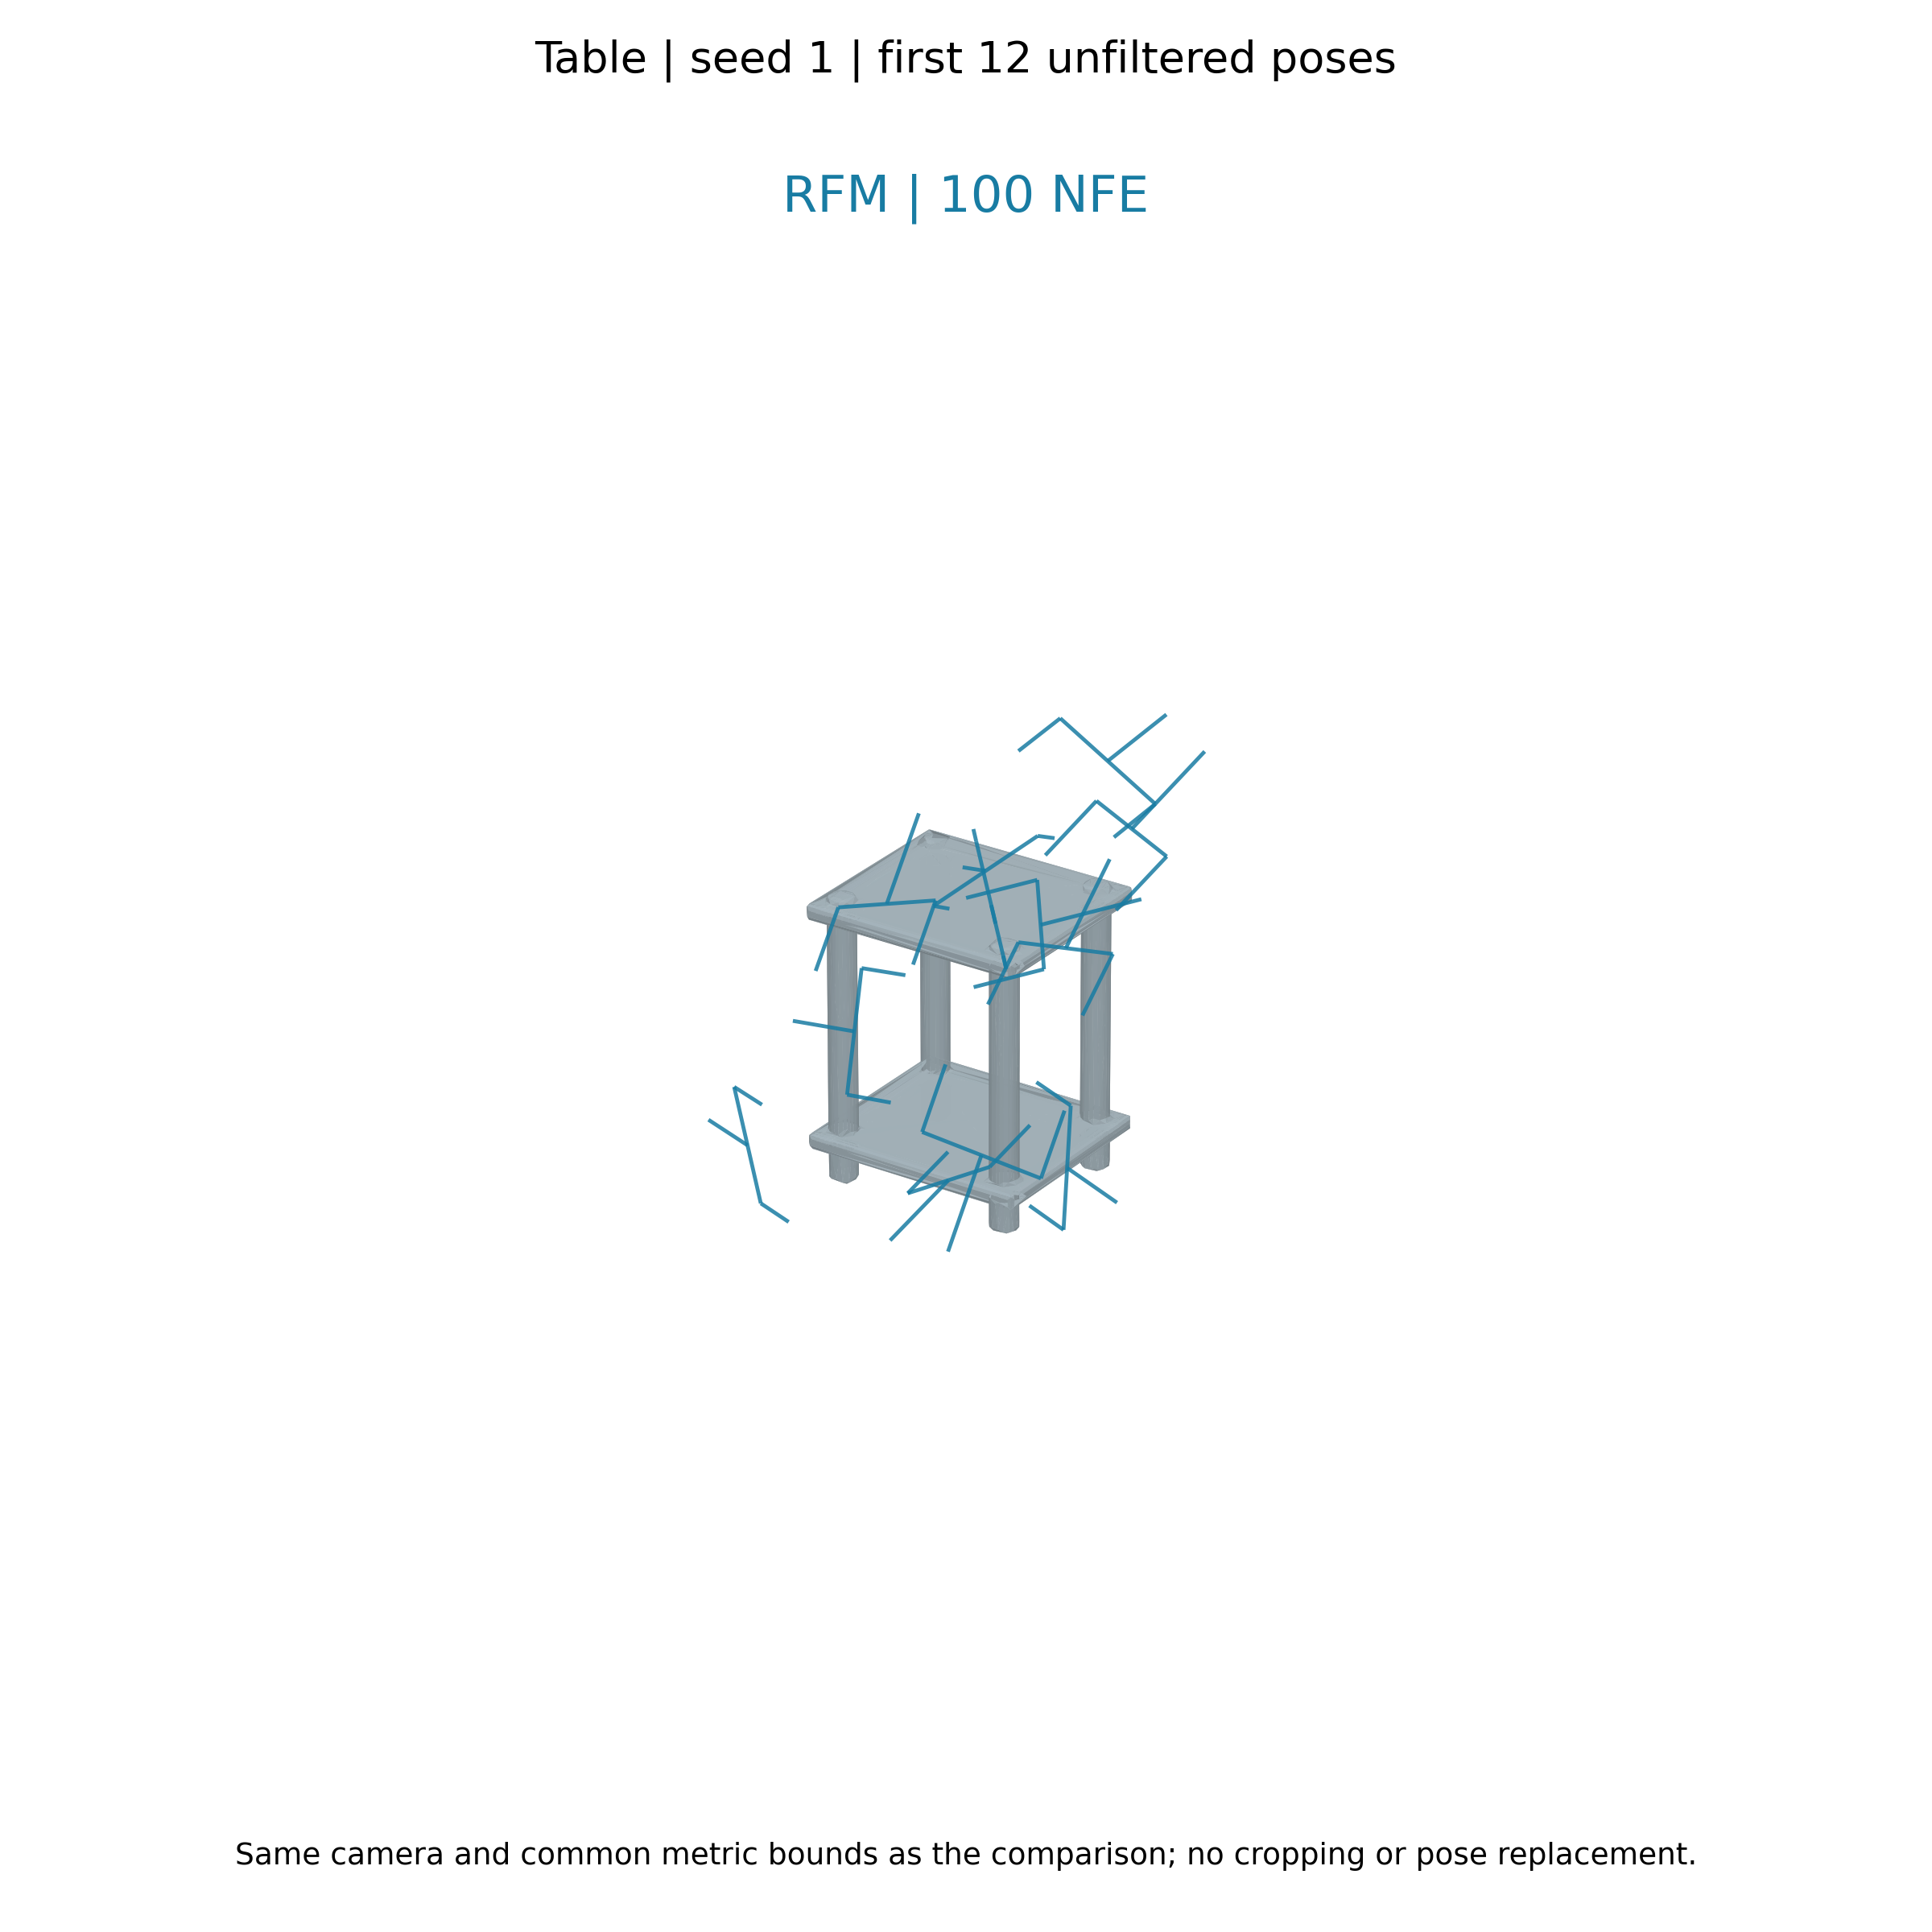 Table | seed 1 | first 12 unfiltered poses
RFM | 100 NFE
Same camera and common metric bounds as the comparison; no cropping or pose replacement.